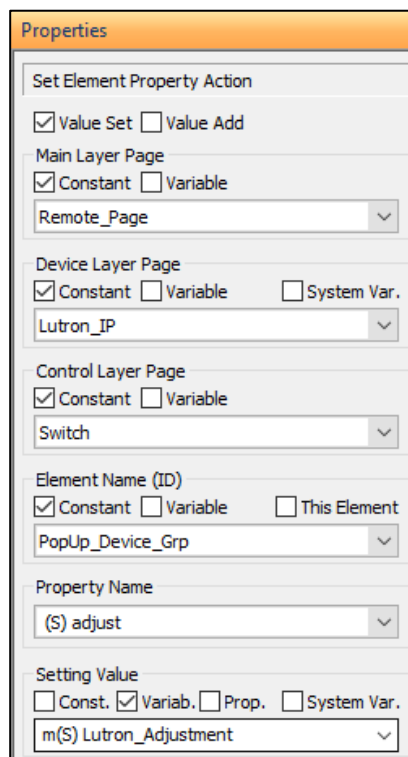 Properties
Set Element Property Action
Value Set Value Add
Main Layer Page
Constant Variable
Remote_Page
Device Layer Page
Constant Variable System Var.
Lutron_IP
Control Layer Page
Constant Variable
Switch
Element Name (ID)
Constant Variable This Element
PopUp_Device_Grp
Property Name
(S) adjust
Setting Value
Const. Variab. Prop. System Var.
m(S) Lutron_Adjustment